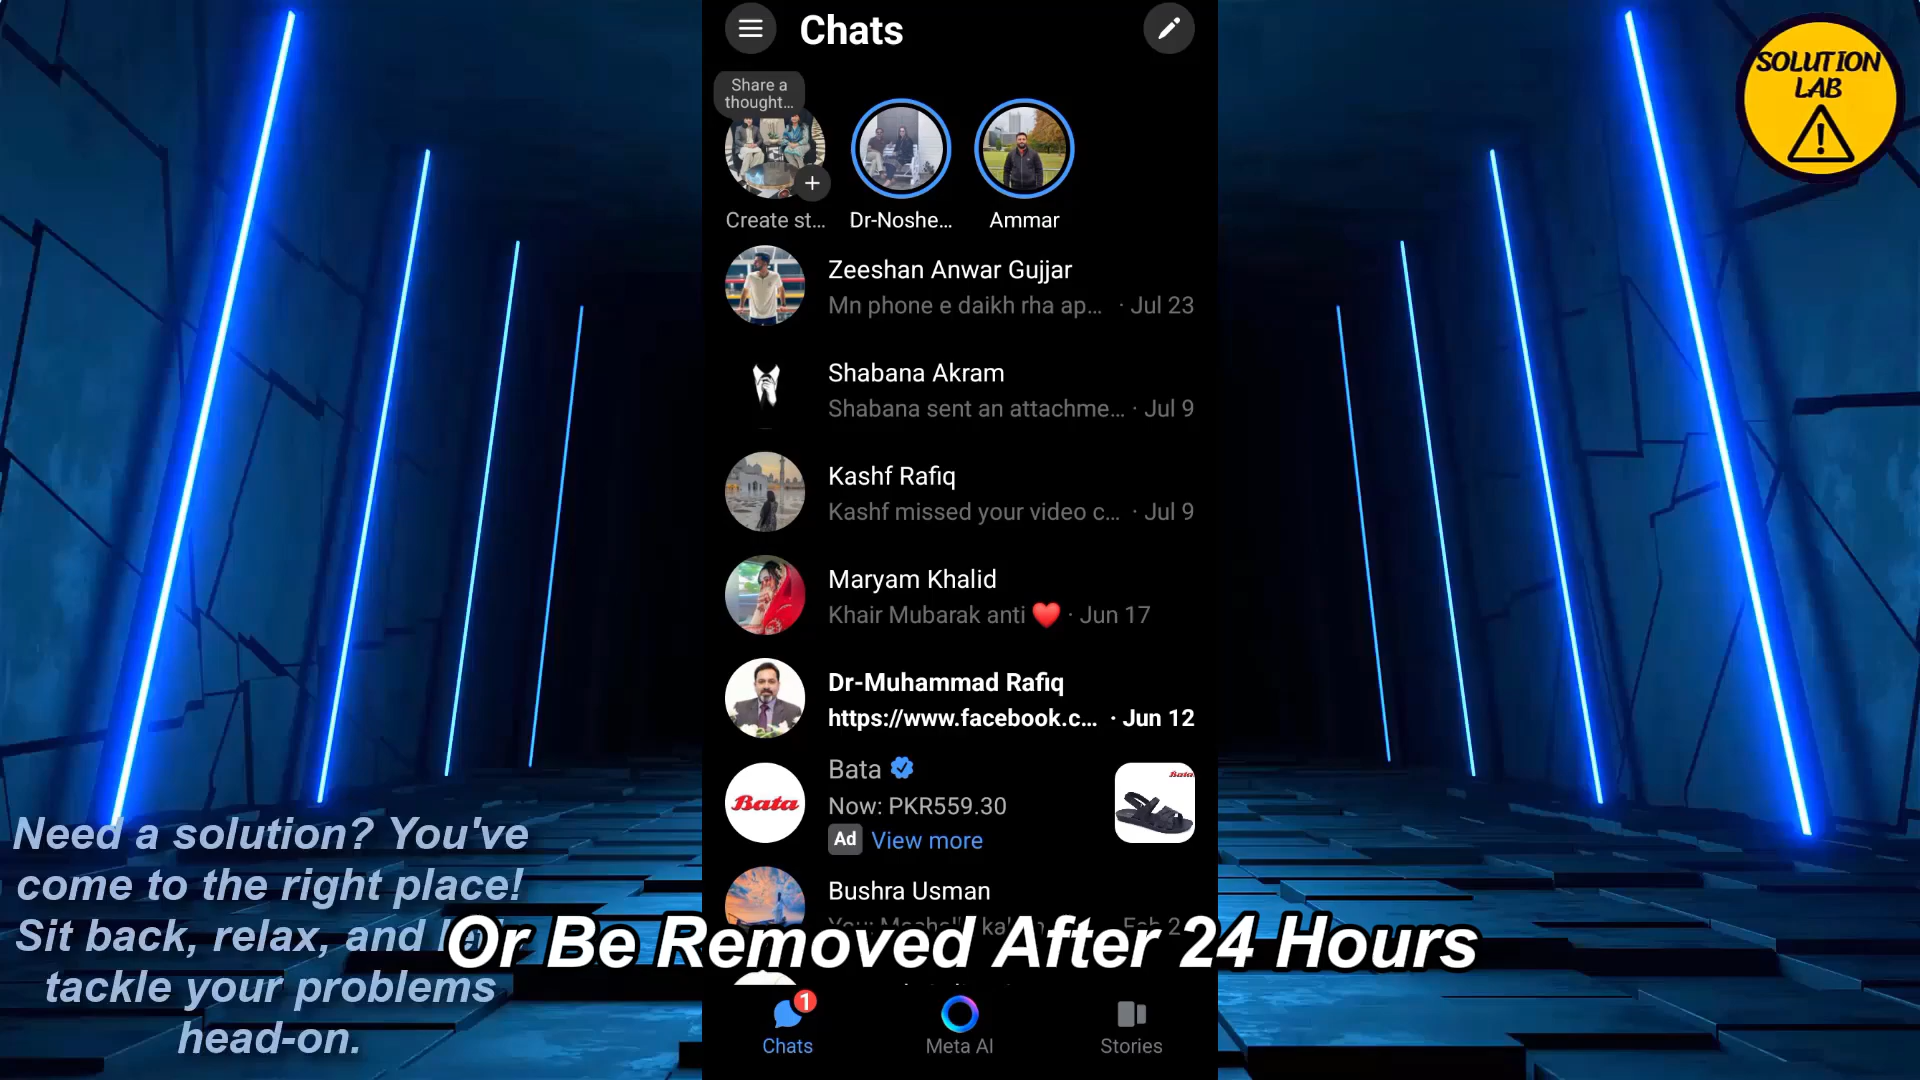 Chats
Share a
thought...
Create st...
Dr-Noshe...
Ammar
Zeeshan Anwar Gujjar
Mn phone e daikh rha ap... · Jul 23
Shabana Akram
Shabana sent an attachme... · Jul 9
Kashf Rafiq
Kashf missed your video c... · Jul 9
Maryam Khalid
Khair Mubarak anti ❤️ · Jun 17
Dr-Muhammad Rafiq
https://www.facebook.c... · Jun 12
Bata
Bata
Now: PKR559.30
Ad View more
Bata
Bushra Usman
You:
Or Be Removed After 24 Hours
1
Chats
Meta AI
Stories
SOLUTION
LAB
!
Need a solution? You've
come to the right place!
Sit back, relax, and
tackle your problems
head-on.